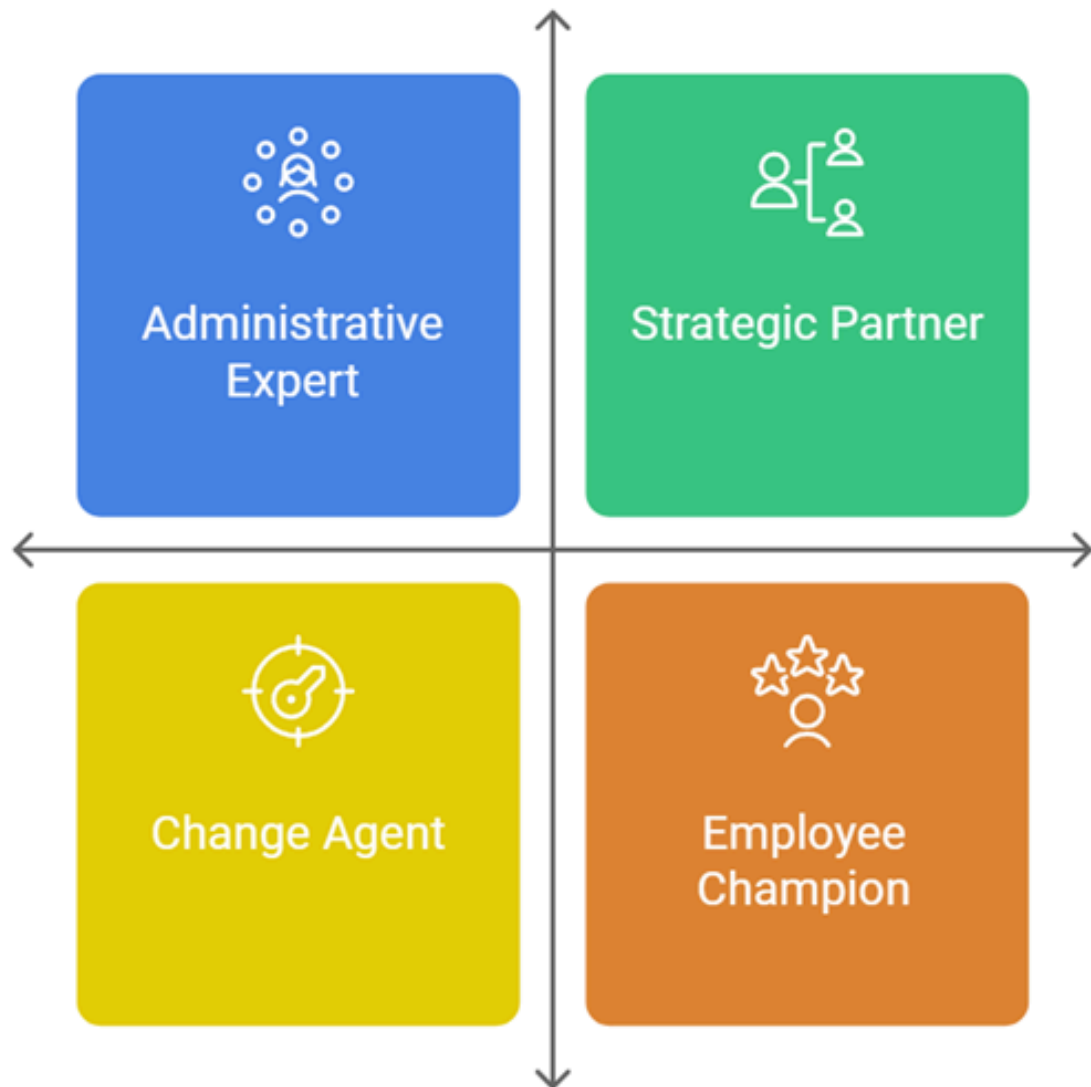 Administrative
Expert
Strategic Partner
Change Agent
Employee
Champion